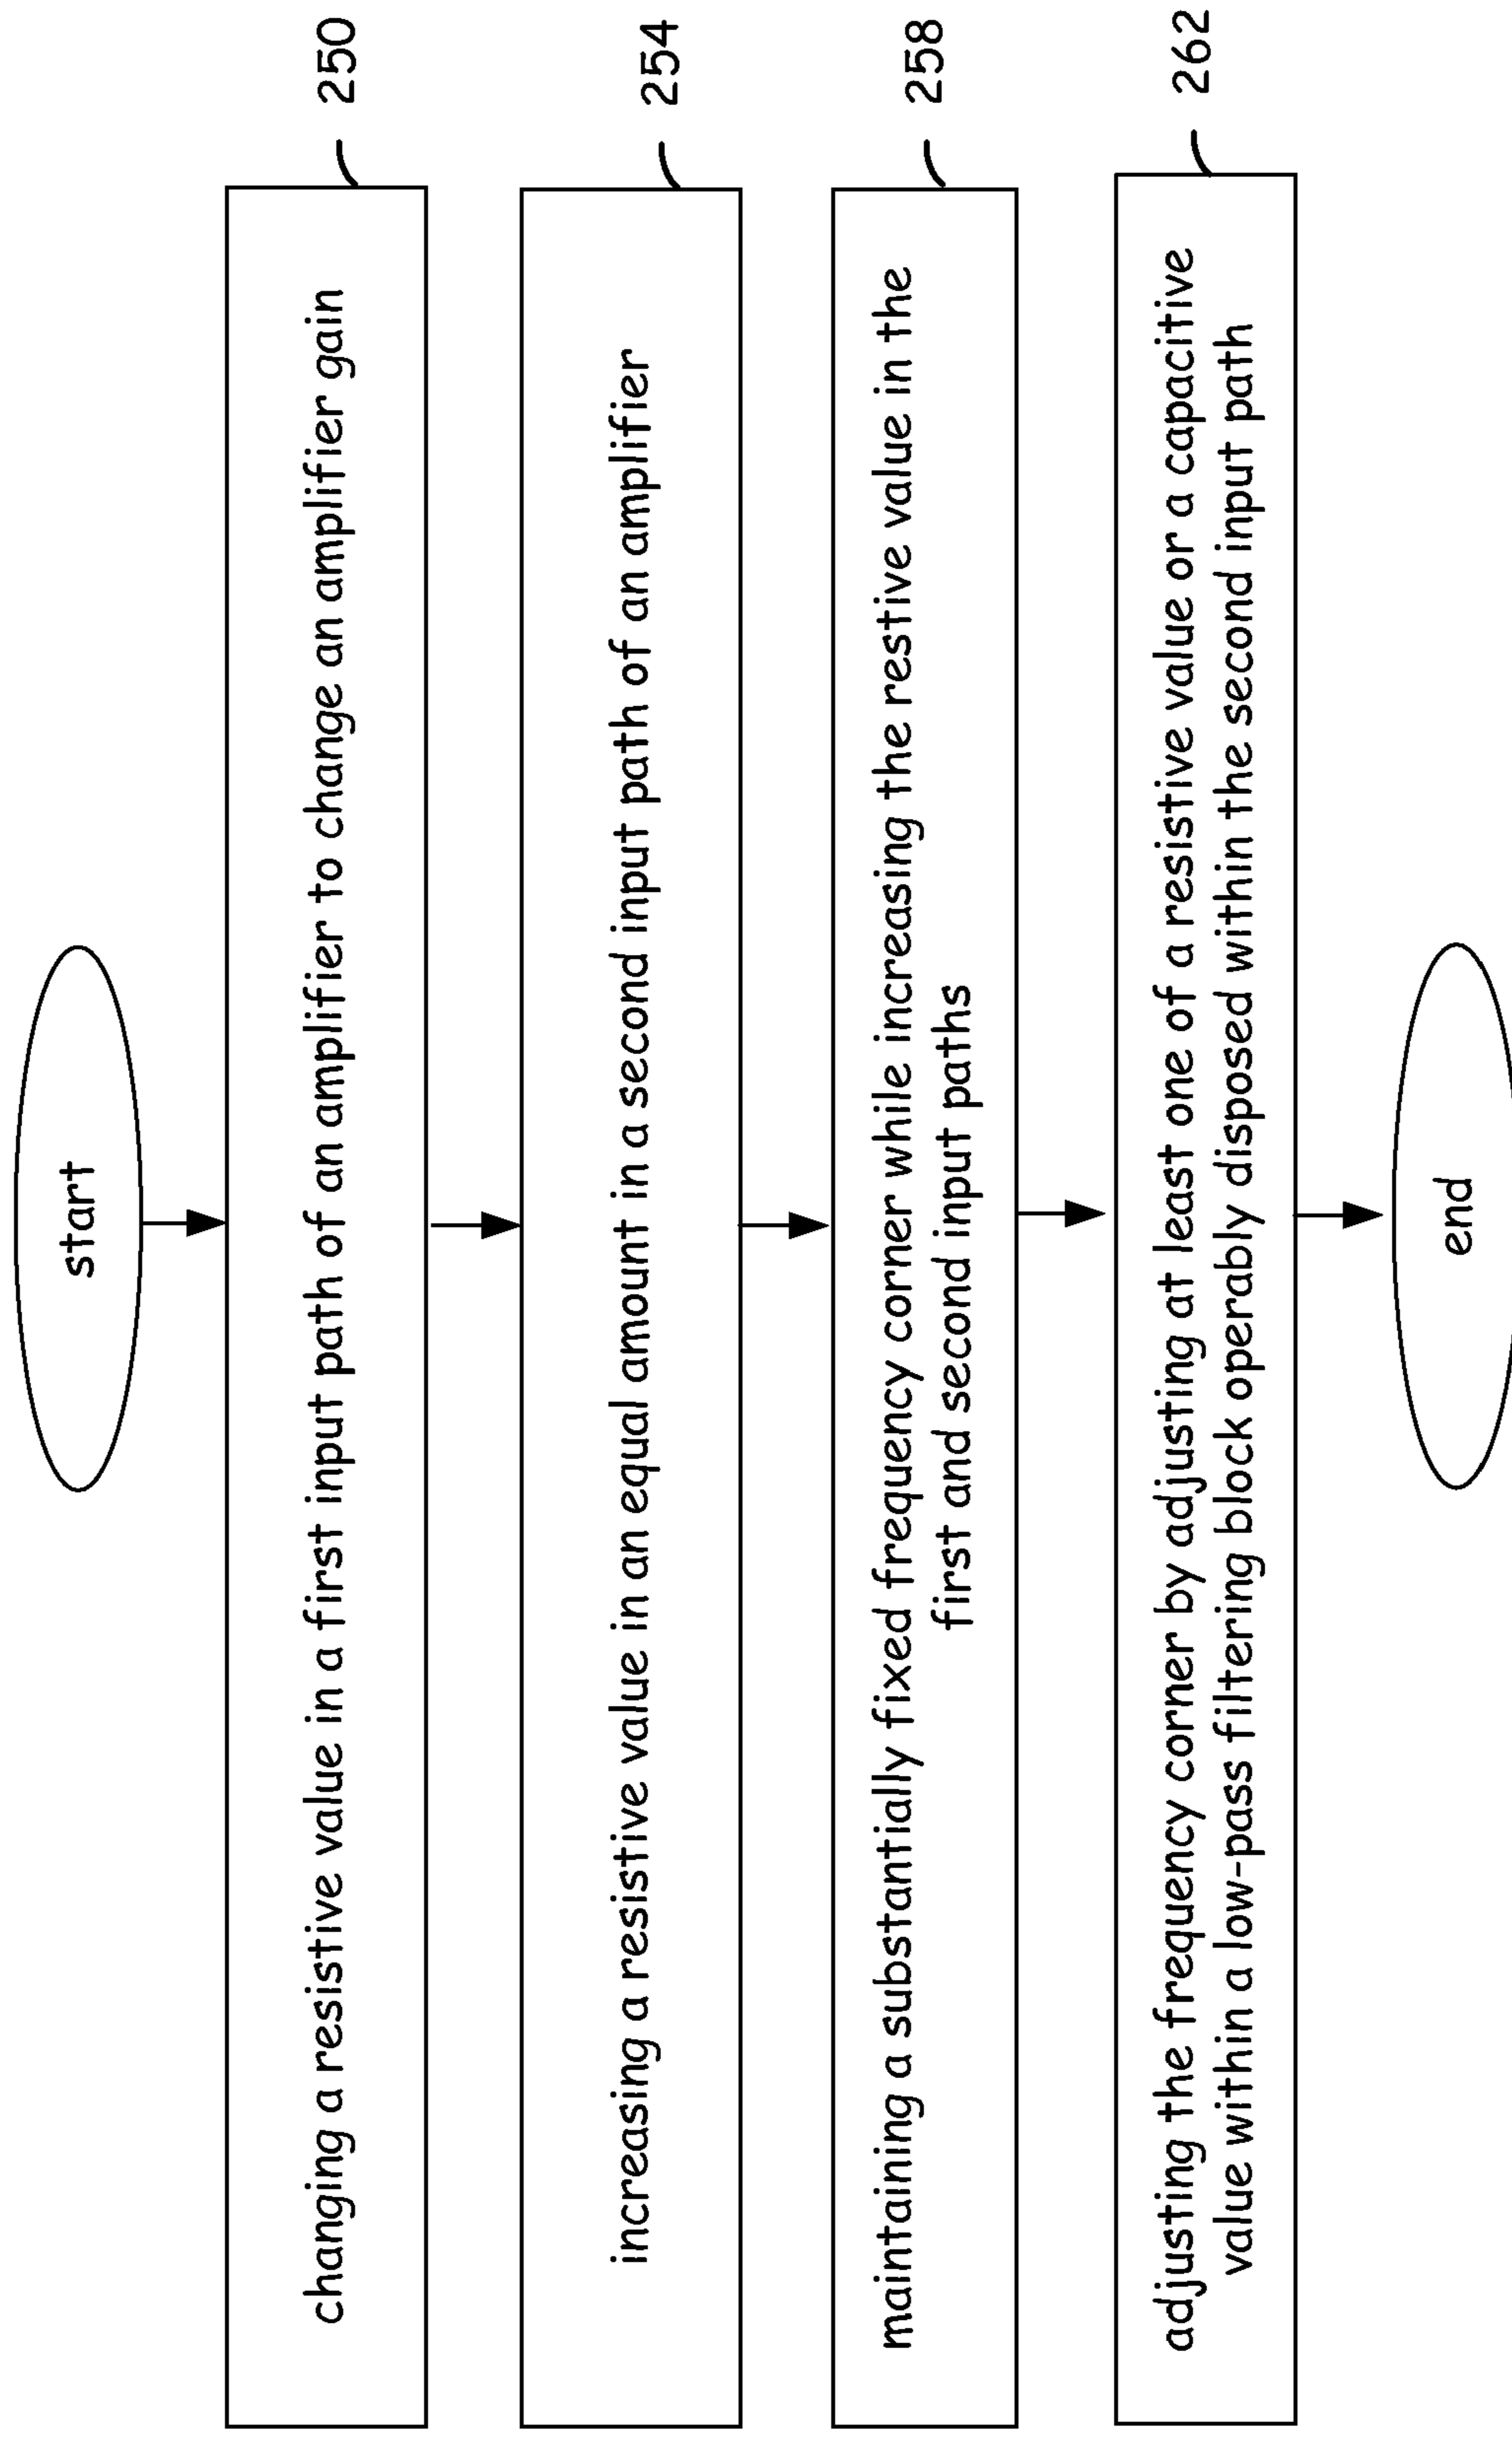 start
changing a resistive value in a first input path of an amplifier to change an amplifier gain
250
increasing a resistive value in an equal amount in a second input path of an amplifier
254
maintaining a substantially fixed frequency corner while increasing the restive value in the
first and second input paths
258
adjusting the frequency corner by adjusting at least one of a resistive value or a capacitive
value within a low-pass filtering block operably disposed within the second input path
262
end